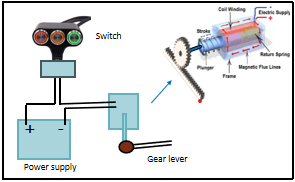 Switch
Coil Winding
Electric Supply
- +
Stroke
Plunger
Return Spring
Magnetic Flux Lines
Frame
+ -
Power supply
Gear lever